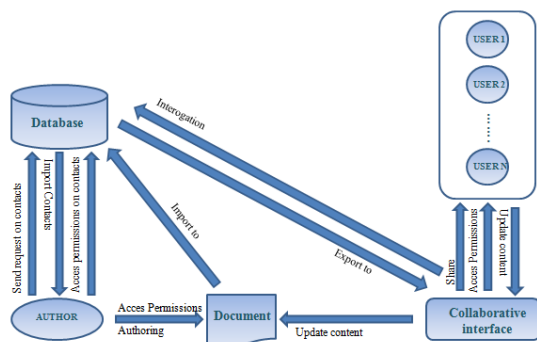 USER 1
USER 2
USER N
Database
Interogation
Send request on contacts
Import Contacts
Acces permissions on contacts
Import to
Export to
Share
Acces Permissions
Update content
AUTHOR
Acces Permissions
Authoring
Document
Update content
Collaborative
interface